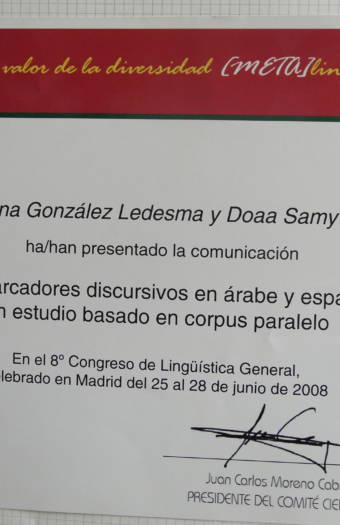 valor de la diversidad [META]lin
na González Ledesma y Doaa Samy
ha/han presentado la comunicación
arcadores discursivos en árabe y espa
n estudio basado en corpus paralelo
En el 8º Congreso de Lingüística General,
lebrado en Madrid del 25 al 28 de junio de 2008
Juan Carlos Moreno Cab
PRESIDENTE DEL COMITÉ CIE